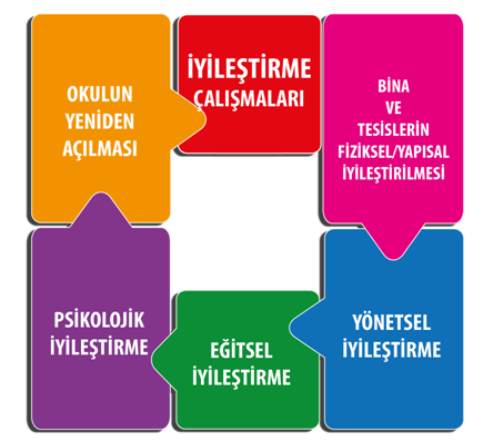 İYİLEŞTİRME
ÇALIŞMALARI
BİNA
VE
TESİSLERİN
FİZİKSEL/YAPISAL
İYİLEŞTİRİLMESİ
YÖNETSEL
İYİLEŞTİRME
EĞİTSEL
İYİLEŞTİRME
PSİKOLOJİK
İYİLEŞTİRME
OKULUN
YENİDEN
AÇILMASI